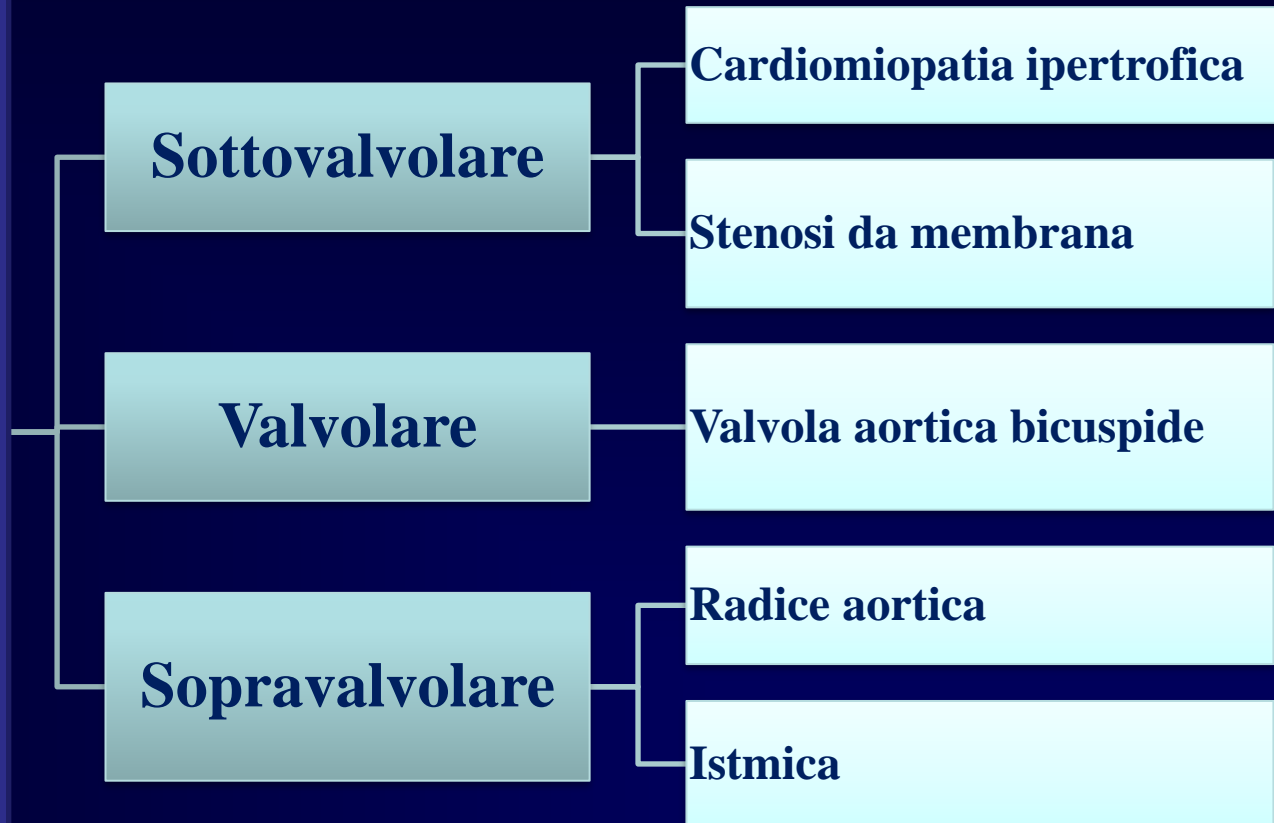 Sottovalvolare
Cardiomiopatia ipertrofica
Stenosi da membrana
Valvolare
Valvola aortica bicuspide
Sopravalvolare
Radice aortica
Istmica